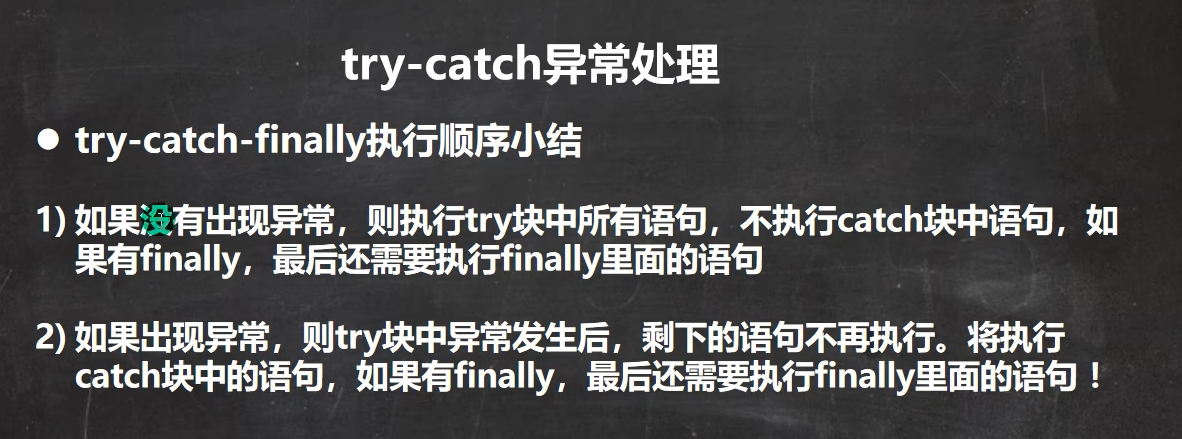 try-catch异常处理
● try-catch-finally执行顺序小结
1) 如果没有出现异常，则执行try块中所有语句，不执行catch块中语句，如
果有finally，最后还需要执行finally里面的语句
2) 如果出现异常，则try块中异常发生后，剩下的语句不再执行。将执行
catch块中的语句，如果有finally，最后还需要执行finally里面的语句！